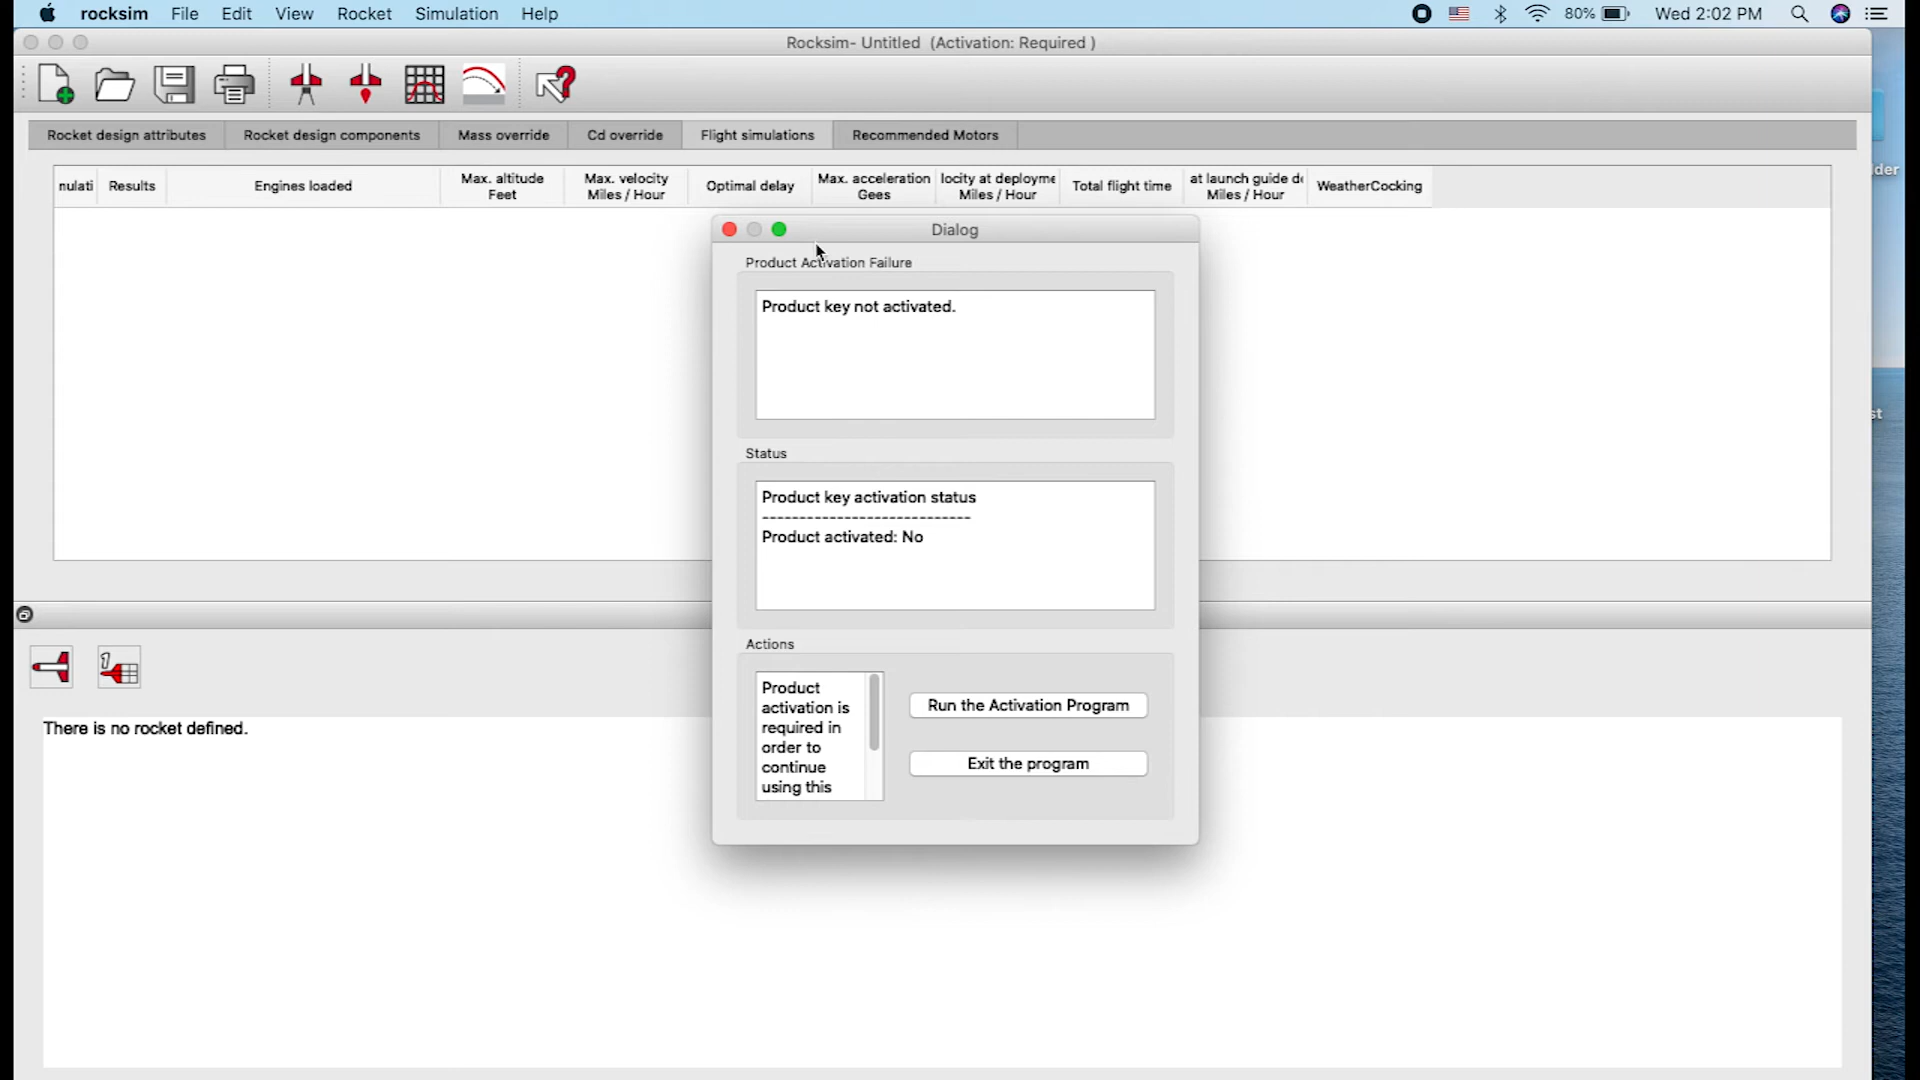 rocksim File Edit View Rocket Simulation Help 80% Wed 2:02 PM
Rocksim- Untitled (Activation: Required )
Rocket design attributes Rocket design components Mass override Cd override Flight simulations Recommended Motors
nulati Results Engines loaded Max. altitude Feet Max. velocity Miles / Hour Optimal delay Max. acceleration Gees locity at deployme Miles / Hour Total flight time at launch guide de Miles / Hour WeatherCocking
der
Dialog
Product Activation Failure
Product key not activated.
st
Status
Product key activation status
----------------------------
Product activated: No
Actions
Product
activation is
required in
order to
continue
using this
Run the Activation Program
Exit the program
1
There is no rocket defined.